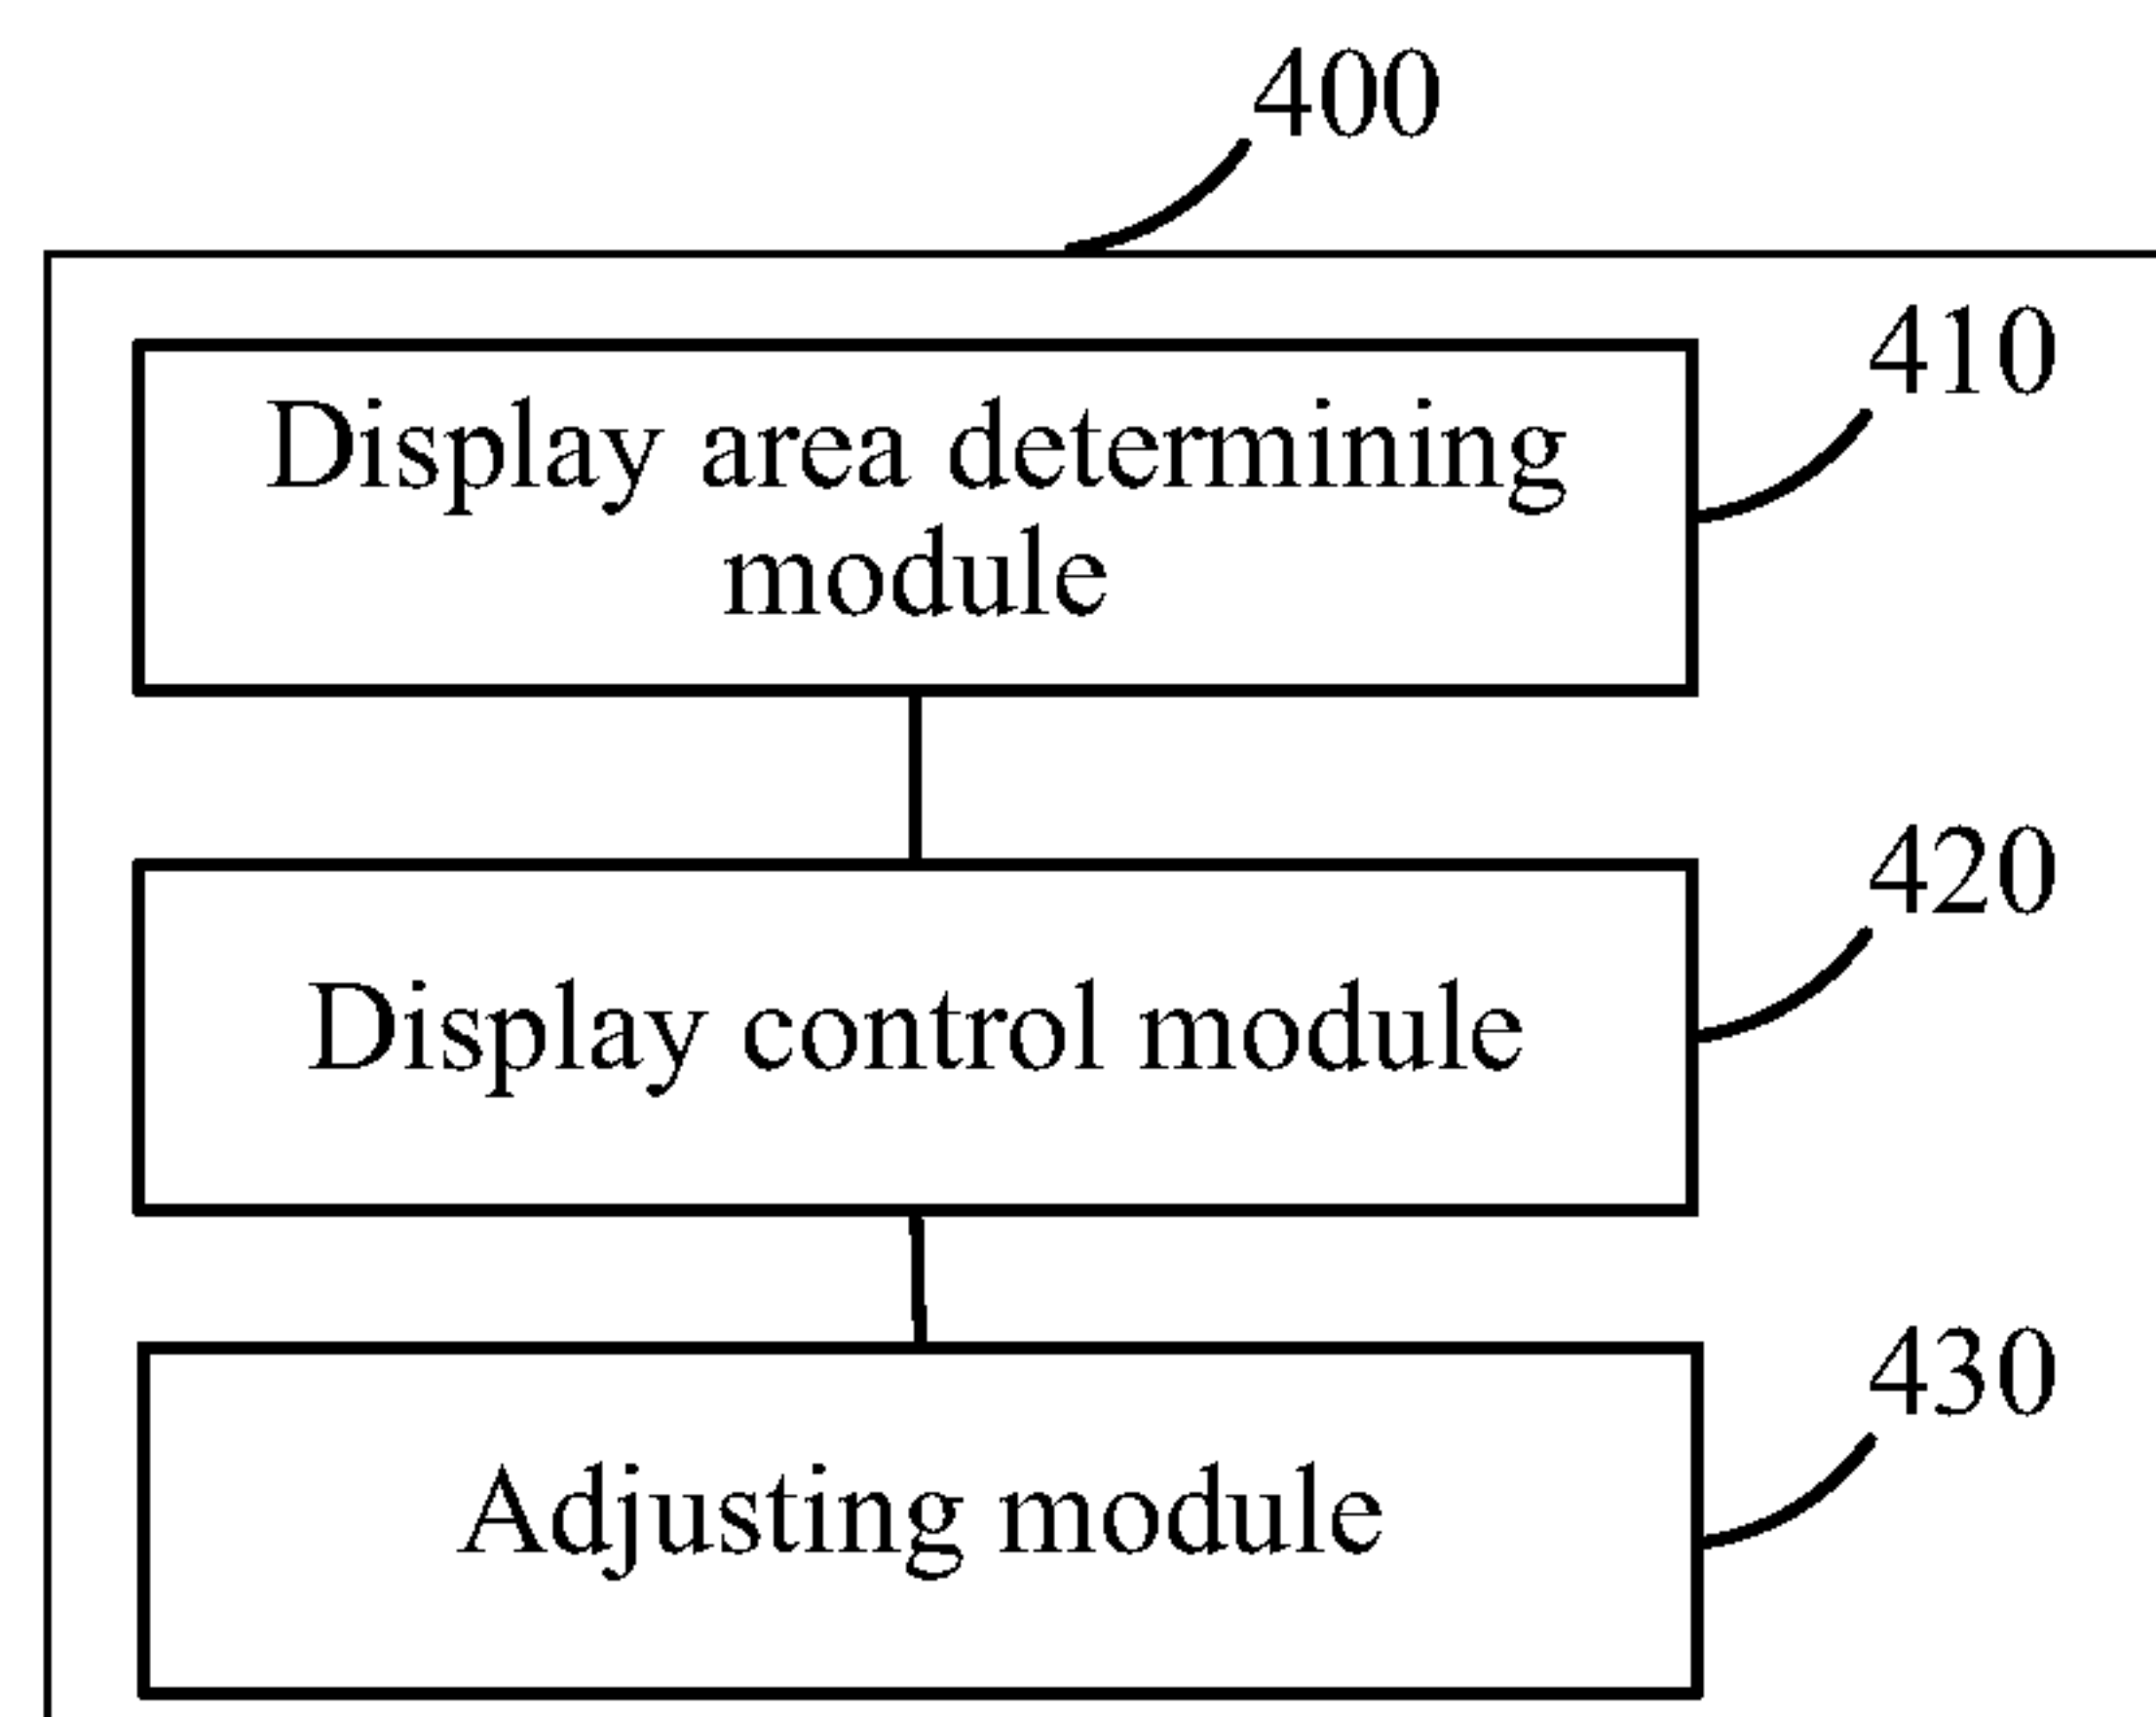 400
410
Display area determining
module
420
Display control module
430
Adjusting module